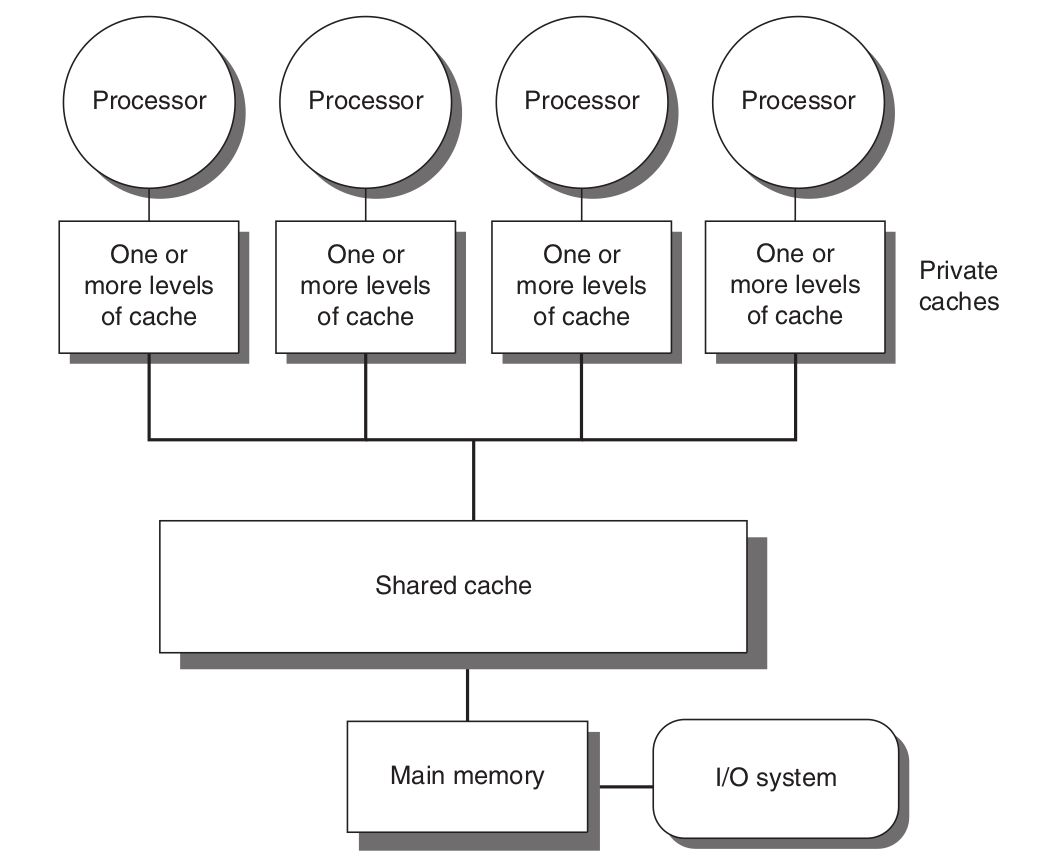 Processor
Processor
Processor
Processor
One or
more levels
of cache
One or
more levels
of cache
One or
more levels
of cache
One or
more levels
of cache
Private
caches
Shared cache
Main memory
I/O system